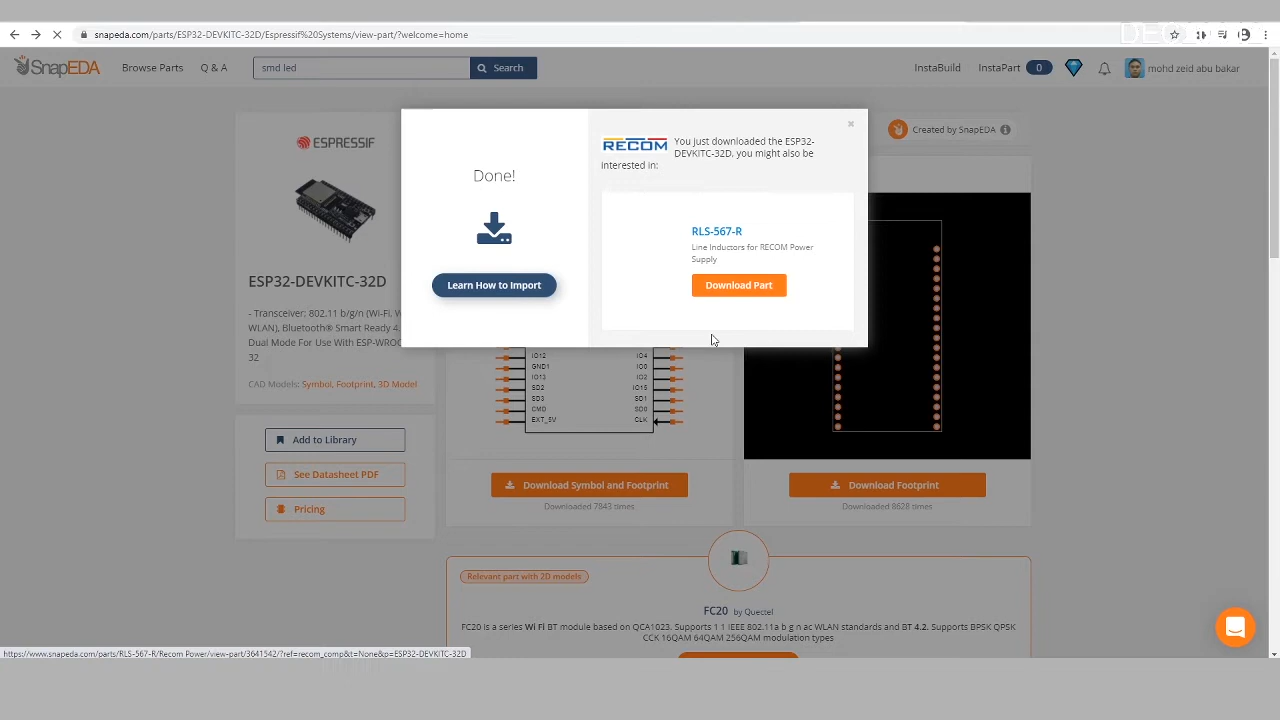 snapeda.com/parts/ESP32-DEVKITC-32D/Espressif%20Systems/view-part/?welcome=home
SnapEDA
Browse Parts
Q & A
smd led
Search
InstaBuild
InstaPart
0
mohd zeid abu bakar
ESPRESSIF
ESP32-DEVKITC-32D
- Transceiver: 802.11 b/g/n (Wi-Fi, W
WLAN), Bluetooth® Smart Ready 4.
Dual Mode For Use With ESP-WROC
32
CAD Models: Symbol, Footprint, 3D Model
Add to Library
See Datasheet PDF
Pricing
Done!
Learn How to Import
RECOM
You just downloaded the ESP32-
DEVKITC-32D, you might also be
interested in:
RLS-567-R
Line Inductors for RECOM Power
Supply
Download Part
×
Created by SnapEDA
IO12
GND1
IO13
SD2
SD3
CMD
EXT_5V
IO4
IO0
IO2
IO15
SD1
SD0
CLK
Download Symbol and Footprint
Downloaded 7843 times
Download Footprint
Downloaded 8628 times
Relevant part with 2D models
FC20 by Quectel
FC20 is a series Wi Fi BT module based on QCA1023. Supports 1 1 IEEE 802.11a b g n ac WLAN standards and BT 4.2. Supports BPSK QPSK
CCK 16QAM 64QAM 256QAM modulation types
https://www.snapeda.com/parts/RLS-567-R/Recom Power/view-part/3641542/?ref=recom_comp&t=None&p=ESP32-DEVKITC-32D